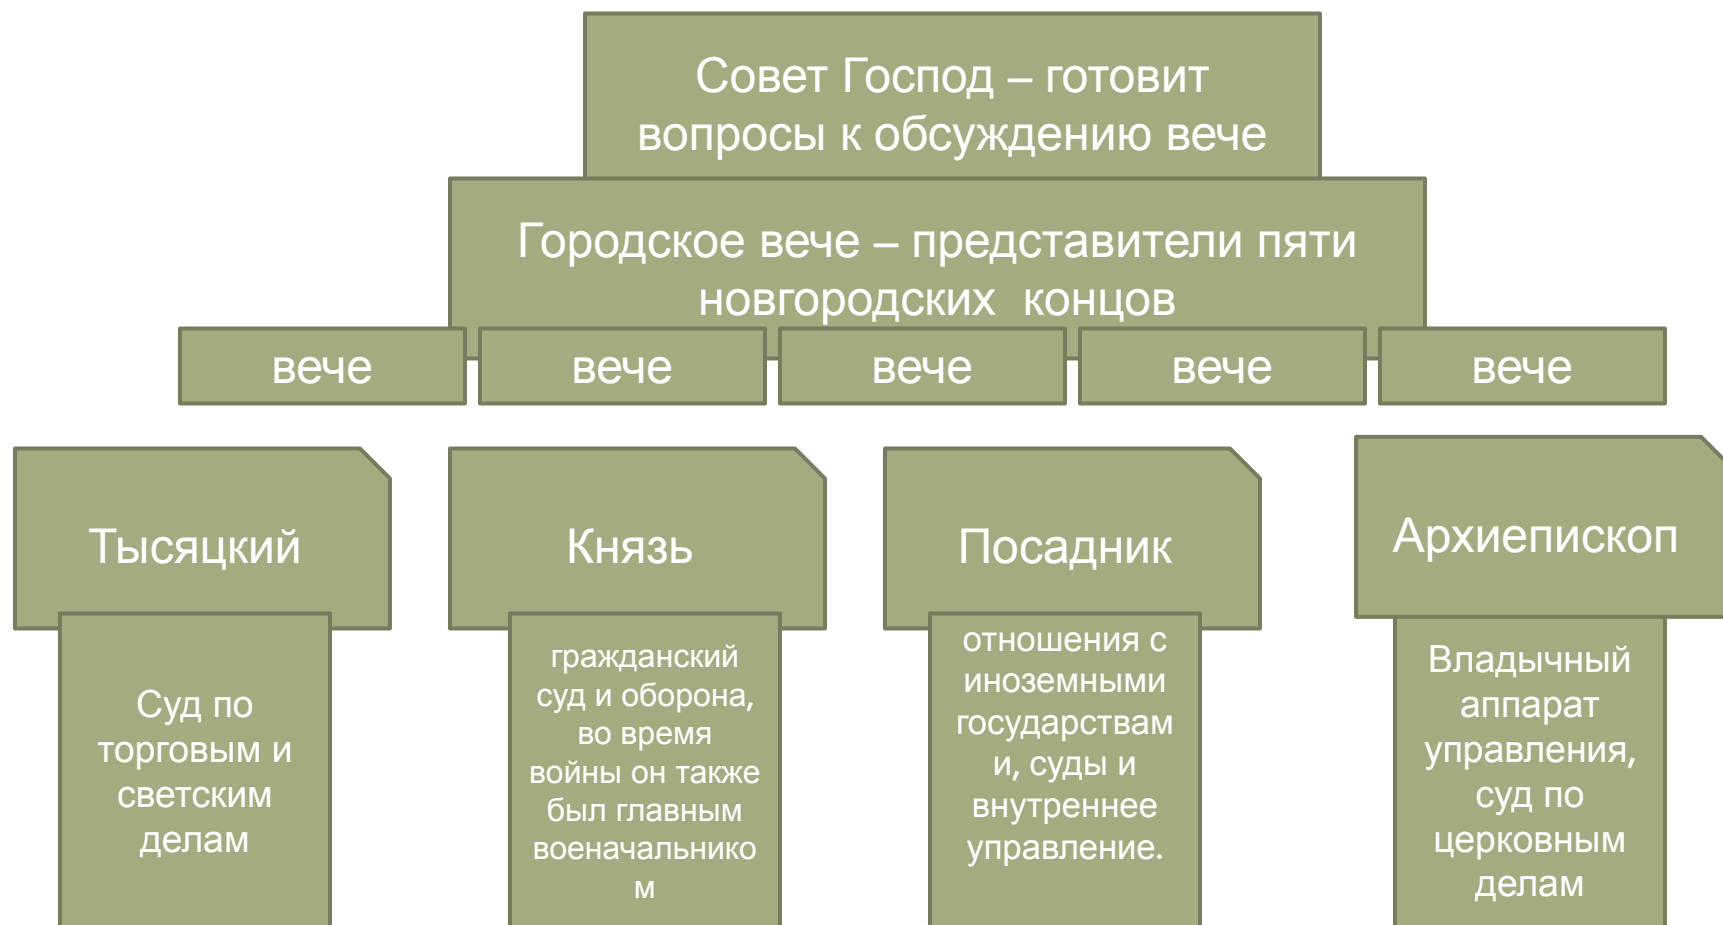 Совет Господ – готовит
вопросы к обсуждению вече
Городское вече – представители пяти
новгородских концов
вече
вече
вече
вече
вече
Тысяцкий
Князь
Посадник
Архиепископ
Суд по
торговым и
светским
делам
гражданский
суд и оборона,
во время
войны он также
был главным
военачальнико
м
отношения с
иноземными
государствам
и, суды и
внутреннее
управление.
Владычный
аппарат
управления,
суд по
церковным
делам